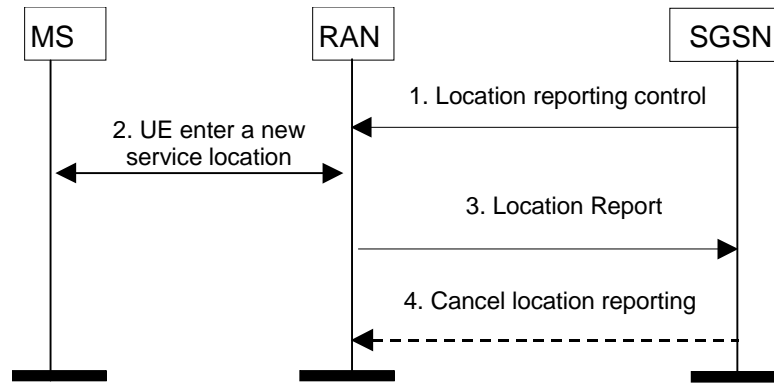 MS
RAN
SGSN
1. Location reporting control
2. UE enter a new
service location
3. Location Report
4. Cancel location reporting